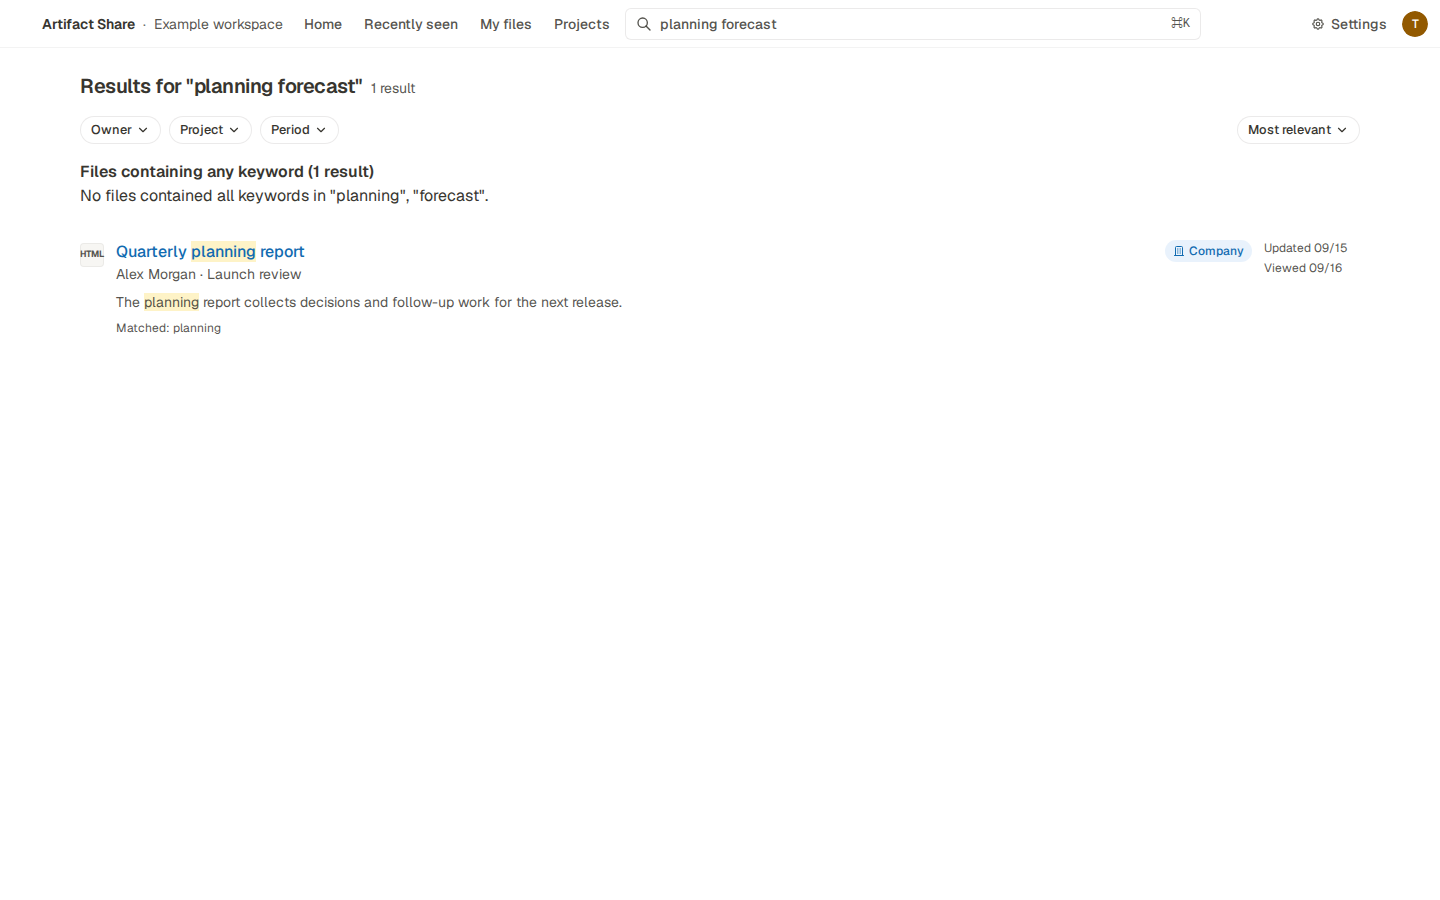 Artifact Share · Example workspace Home Recently seen My files Projects planning forecast ⌘K Settings T
Results for "planning forecast" 1 result
Owner Project Period Most relevant
Files containing any keyword (1 result)
No files contained all keywords in "planning", "forecast".
HTML Quarterly planning report Company Updated 09/15
Alex Morgan · Launch review Viewed 09/16
The planning report collects decisions and follow-up work for the next release.
Matched: planning